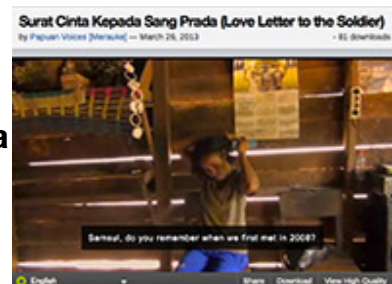 Surat Cinta Kepada Sang Prada (Love Letter to the Soldier)
by Papuan Voices [Merauke] — March 26, 2013
- 81 downloads
a
Samsul, do you remember when we first met in 2008?
English
Share Download View High Quality